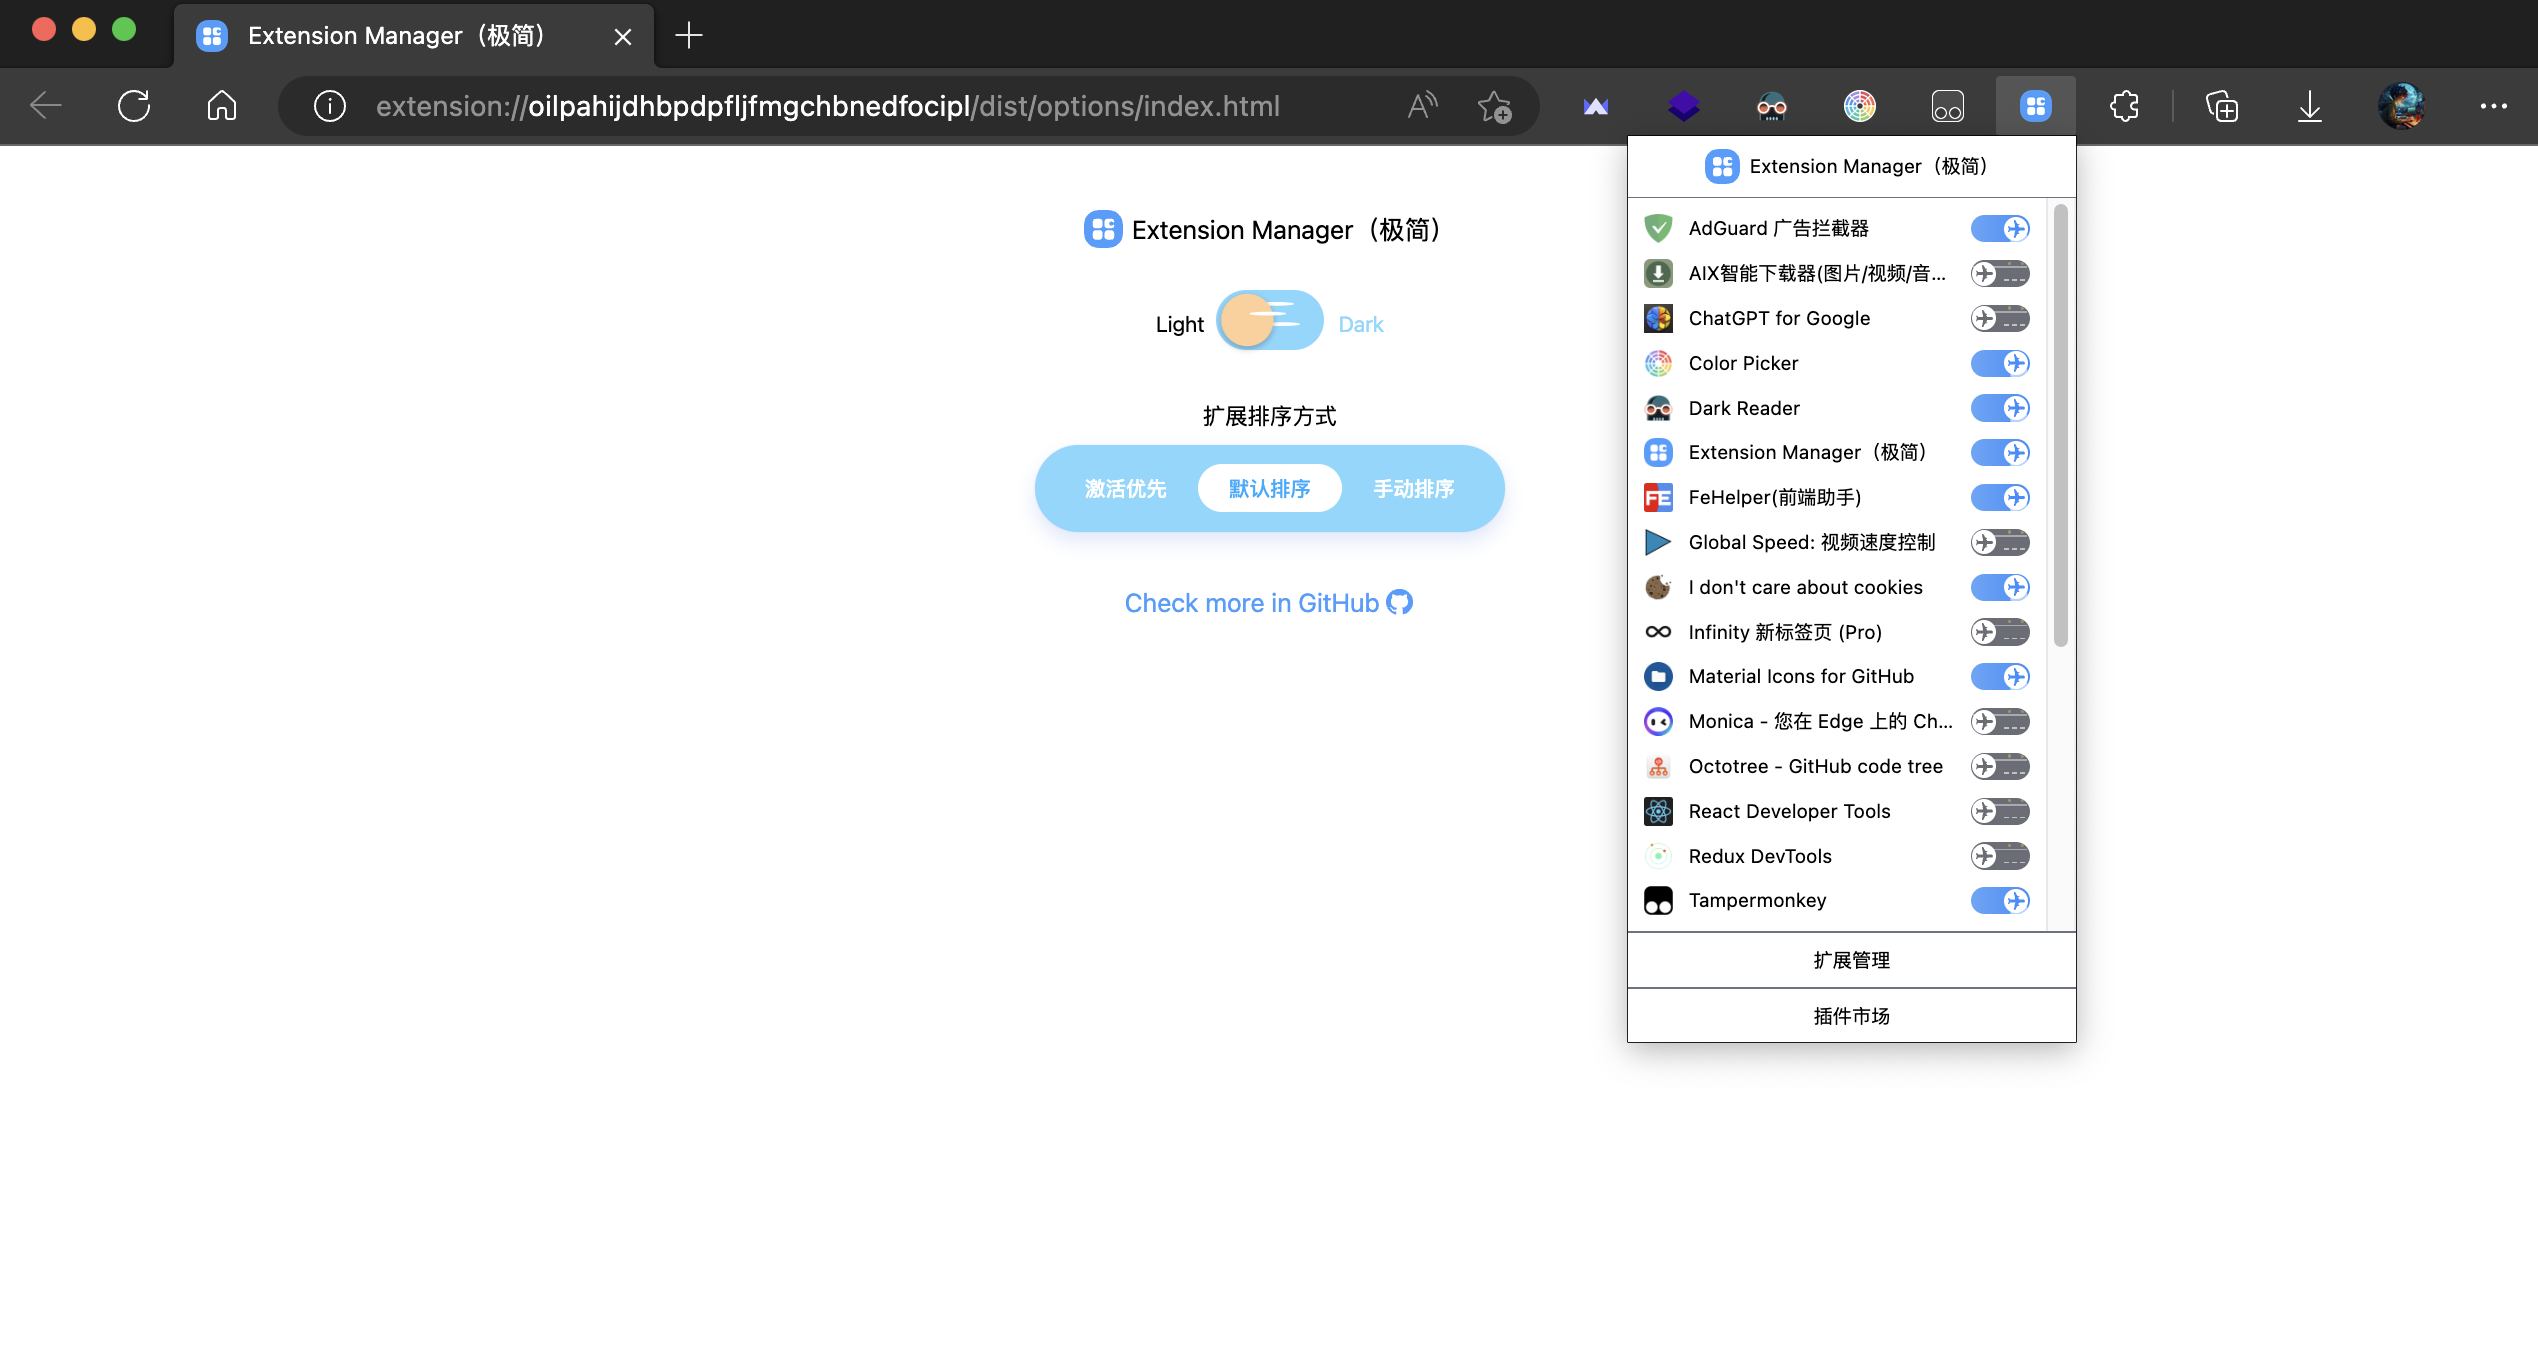 Extension Manager（极简）
extension://oilpahijdhbpdpfljfmgchbnedfocipl/dist/options/index.html
Extension Manager（极简）
Light
Dark
扩展排序方式
激活优先
默认排序
手动排序
Check more in GitHub
Extension Manager（极简）
AdGuard 广告拦截器
AIX智能下载器(图片/视频/音...
ChatGPT for Google
Color Picker
Dark Reader
Extension Manager（极简）
FeHelper(前端助手)
Global Speed: 视频速度控制
I don't care about cookies
Infinity 新标签页 (Pro)
Material Icons for GitHub
Monica - 您在 Edge 上的 Ch...
Octotree - GitHub code tree
React Developer Tools
Redux DevTools
Tampermonkey
扩展管理
插件市场